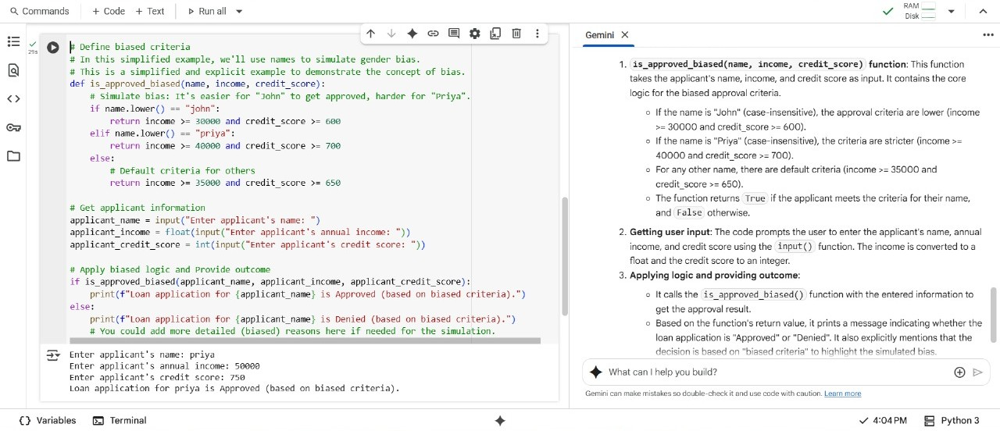 Commands
+ Code
+ Text
Run all
RAM
Disk
29s
# Define biased criteria
# In this simplified example, we'll use names to simulate gender bias.
# This is a simplified and explicit example to demonstrate the concept of bias.
def is_approved_biased(name, income, credit_score):
    # Simulate bias: It's easier for "John" to get approved, harder for "Priya".
    if name.lower() == "john":
        return income >= 30000 and credit_score >= 600
    elif name.lower() == "priya":
        return income >= 40000 and credit_score >= 700
    else:
        # Default criteria for others
        return income >= 35000 and credit_score >= 650
# Get applicant information
applicant_name = input("Enter applicant's name: ")
applicant_income = float(input("Enter applicant's annual income: "))
applicant_credit_score = int(input("Enter applicant's credit score: "))
# Apply biased logic and Provide outcome
if is_approved_biased(applicant_name, applicant_income, applicant_credit_score):
    print(f"Loan application for {applicant_name} is Approved (based on biased criteria).")
else:
    print(f"Loan application for {applicant_name} is Denied (based on biased criteria).")
    # You could add more detailed (biased) reasons here if needed for the simulation.
Enter applicant's name: priya
Enter applicant's annual income: 50000
Enter applicant's credit score: 750
Loan application for priya is Approved (based on biased criteria).
Gemini
1. is_approved_biased(name, income, credit_score) function: This function
takes the applicant's name, income, and credit score as input. It contains the core
logic for the biased approval criteria.
If the name is "John" (case-insensitive), the approval criteria are lower (income
>= 30000 and credit_score >= 600).
If the name is "Priya" (case-insensitive), the criteria are stricter (income >=
40000 and credit_score >= 700).
For any other name, there are default criteria (income >= 35000 and
credit_score >= 650).
The function returns True if the applicant meets the criteria for their name,
and False otherwise.
2. Getting user input: The code prompts the user to enter the applicant's name, annual
income, and credit score using the input() function. The income is converted to a
float and the credit score to an integer.
3. Applying logic and providing outcome:
It calls the is_approved_biased() function with the entered information to
get the approval result.
Based on the function's return value, it prints a message indicating whether the
loan application is "Approved" or "Denied". It also explicitly mentions that the
decision is based on "biased criteria" to highlight the simulated bias.
What can I help you build?
Gemini can make mistakes so double-check it and use code with caution. Learn more
Variables
Terminal
4:04 PM
Python 3